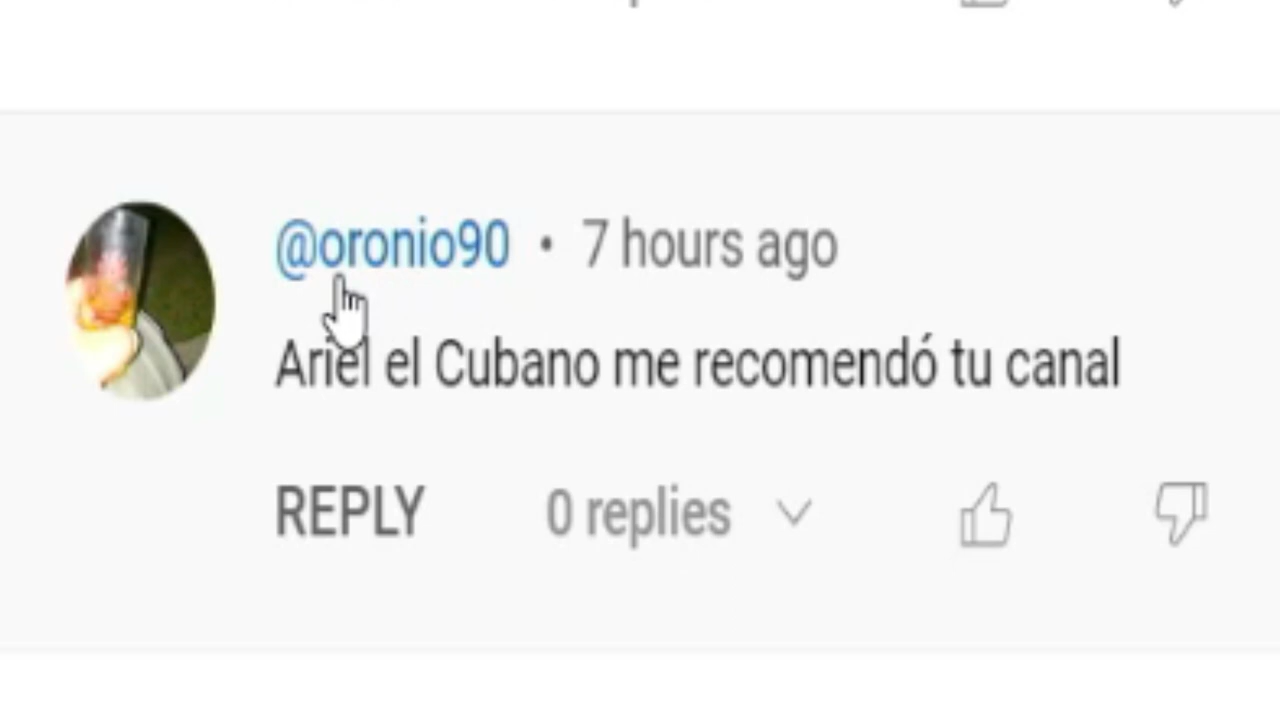 @oronio90 • 7 hours ago
Ariel el Cubano me recomendó tu canal
REPLY 0 replies